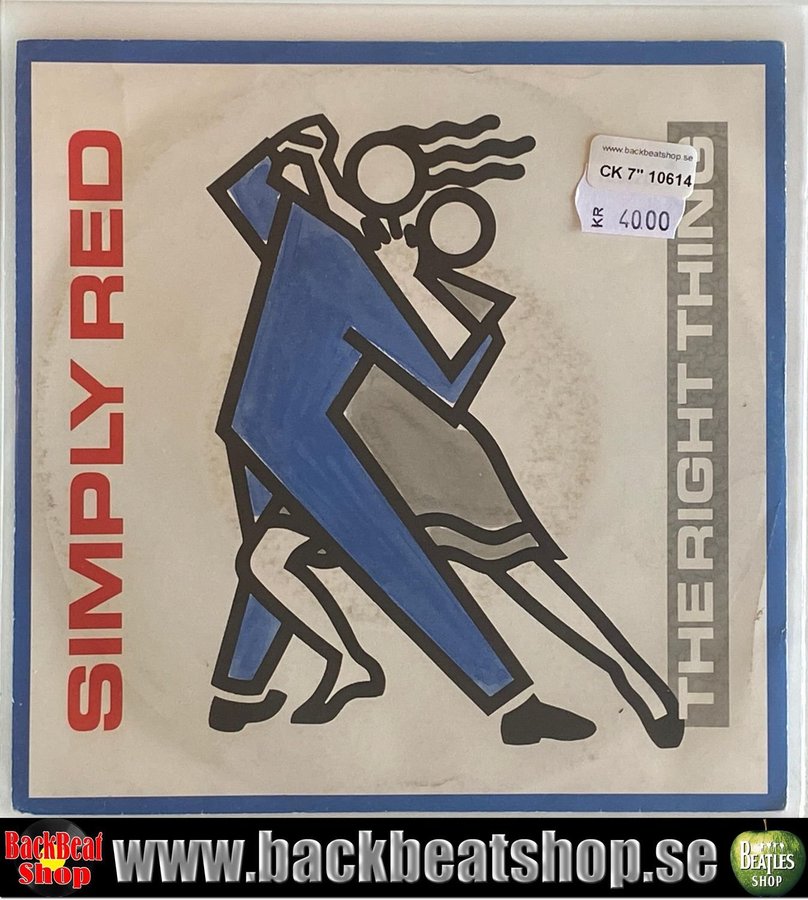 SIMPLY RED
www.backbeatshop.se
CK 7" 10614
KR 40.00
THE RIGHT THING
BackBeat
Shop
www.backbeatshop.se
BEATLES
SHOP